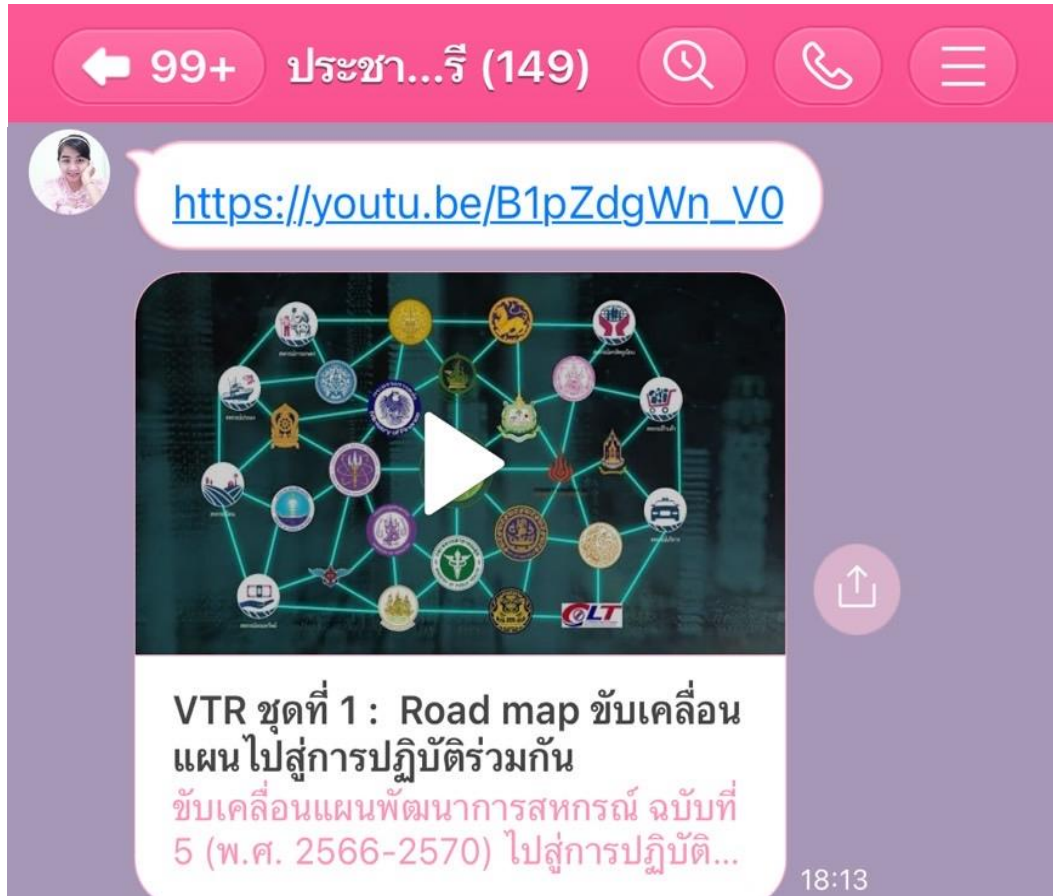 99+ ประชา...รี (149)
https://youtu.be/B1pZdgWn_V0
CLT
VTR ชุดที่ 1 : Road map ขับเคลื่อน
แผนไปสู่การปฏิบัติร่วมกัน
ขับเคลื่อนแผนพัฒนาการสหกรณ์ ฉบับที่
5 (พ.ศ. 2566-2570) ไปสู่การปฏิบัติ...
18:13